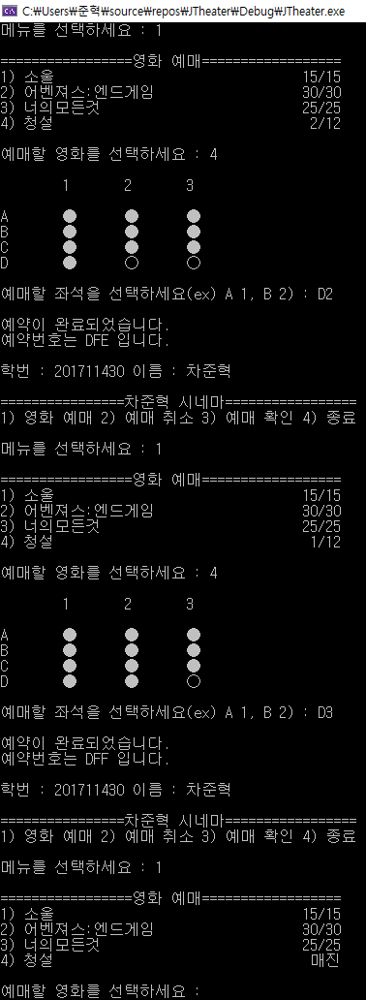 C:\Users\준혁\source\repos\JTheater\Debug\JTheater.exe
메뉴를 선택하세요 : 1
=================영화 예매==================
1) 소울 15/15
2) 어벤져스:엔드게임 30/30
3) 너의모든것 25/25
4) 청설 2/12
예매할 영화를 선택하세요 : 4
1 2 3
A ● ● ●
B ● ● ●
C ● ● ●
D ● ○ ○
예매할 좌석을 선택하세요(ex) A 1, B 2) : D2
예약이 완료되었습니다.
예약번호는 DFE 입니다.
학번 : 201711430 이름 : 차준혁
================차준혁 시네마=================
1) 영화 예매 2) 예매 취소 3) 예매 확인 4) 종료
메뉴를 선택하세요 : 1
=================영화 예매==================
1) 소울 15/15
2) 어벤져스:엔드게임 30/30
3) 너의모든것 25/25
4) 청설 1/12
예매할 영화를 선택하세요 : 4
1 2 3
A ● ● ●
B ● ● ●
C ● ● ●
D ● ● ○
예매할 좌석을 선택하세요(ex) A 1, B 2) : D3
예약이 완료되었습니다.
예약번호는 DFF 입니다.
학번 : 201711430 이름 : 차준혁
================차준혁 시네마=================
1) 영화 예매 2) 예매 취소 3) 예매 확인 4) 종료
메뉴를 선택하세요 : 1
=================영화 예매==================
1) 소울 15/15
2) 어벤져스:엔드게임 30/30
3) 너의모든것 25/25
4) 청설 매진
예매할 영화를 선택하세요 :